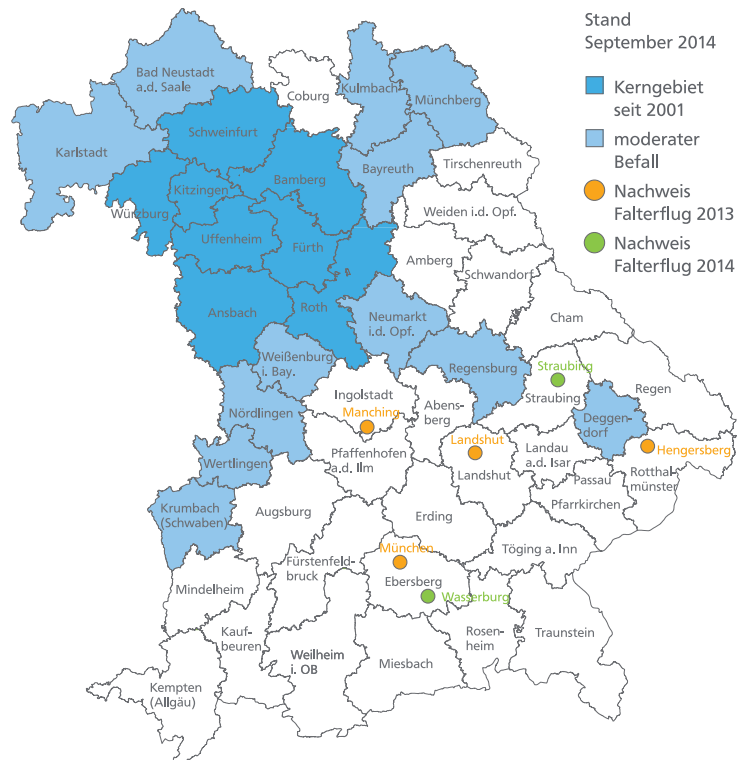 Stand
September 2014
Kerngebiet
seit 2001
moderater
Befall
Nachweis
Falterflug 2013
Nachweis
Falterflug 2014
Bad Neustadt
a.d. Saale
Coburg
Kulmbach
Münchberg
Karlstadt
Schweinfurt
Bayreuth
Tirschenreuth
Würzburg
Kitzingen
Bamberg
Weiden i.d. Opf.
Uffenheim
Fürth
Amberg
Schwandorf
Ansbach
Roth
Neumarkt
i.d. Opf.
Cham
Weißenburg
i. Bay.
Regensburg
Straubing
Straubing
Regen
Nördlingen
Ingolstadt
Manching
Abens-
berg
Deggen-
dorf
Wertlingen
Pfaffenhofen
a.d. Ilm
Landshut
Landshut
Landau
a.d. Isar
Hengersberg
Passau
Rotthal-
münster
Pfarrkirchen
Krumbach
(Schwaben)
Augsburg
Erding
Töging a. Inn
München
Fürstenfeld-
bruck
Ebersberg
Wasserburg
Mindelheim
Kauf-
beuren
Weilheim
i. OB
Miesbach
Rosen-
heim
Traunstein
Kempten
(Allgäu)